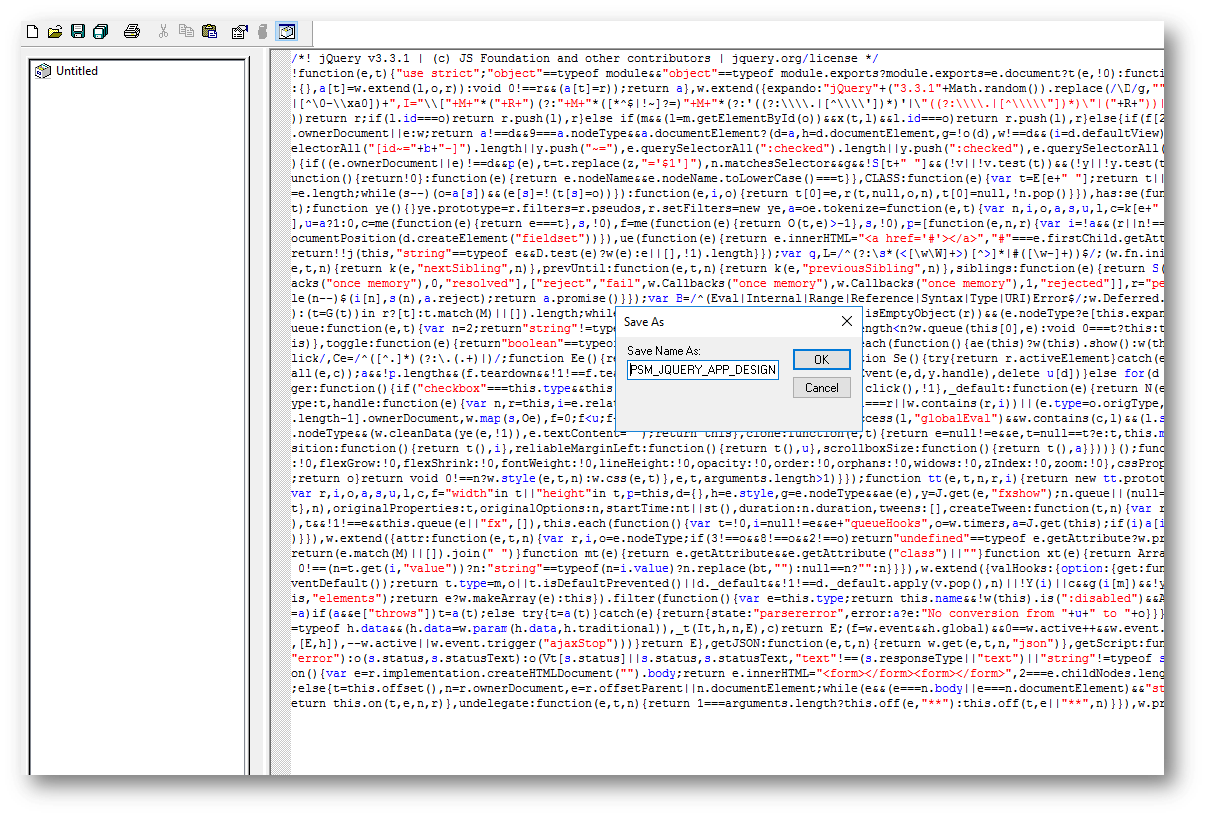 Untitled
/*! jQuery v3.3.1 | (c) JS Foundation and other contributors | jquery.org/license */
!function(e,t){"use strict";"object"==typeof module&&"object"==typeof module.exports?module.exports=e.document?t(e,!0):functi
:{},a[t]=w.extend(l,o,r)):void 0!==r&&(a[t]=r));return a},w.extend({expando:"jQuery"+("3.3.1"+Math.random()).replace(/\D/g,""
|[^\0-\\xa0])+",I="\\["+M+"*("+R+")(?:"+M+"*([*^$|!~]?=)"+M+"*(?:'((?:\\\\.|[^\\\\'])*)'|\"((?:\\\\.|[^\\\\\"])*)\"|("+R+"))|
))return r;if(l.id===o)return r.push(l),r}else if(m&&(l=m.getElementById(o))&&x(t,l)&&l.id===o)return r.push(l),r}else{if(f[2
.ownerDocument||e:w;return a!==d&&9===a.nodeType&&a.documentElement?(d=a,h=d.documentElement,g=!o(d),w!==d&&(i=d.defaultView)
electorAll("[id~="+b+"-]").length||y.push("~="),e.querySelectorAll(":checked").length||y.push(":checked"),e.querySelectorAll(
){if((e.ownerDocument||e)!==d&&p(e),t=t.replace(z,"='$1']"),n.matchesSelector&&g&&!S[t+" "]&&(!v||!v.test(t))&&(!y||!y.test(t
unction(){return!0}:function(e){return e.nodeName&&e.nodeName.toLowerCase()===t}},CLASS:function(e){var t=E[e+" "];return t||
=e.length;while(s--)(o=a[s])&&(e[s]=!(t[s]=o))}):function(e,i,o){return t[0]=e,r(t,null,o,n),t[0]=null,!n.pop()}}),has:se(fun
t);function ye(){}ye.prototype=r.filters=r.pseudos,r.setFilters=new ye,a=oe.tokenize=function(e,t){var n,i,o,a,s,u,l,c=k[e+" 
],u=a?1:0,c=me(function(e){return e===t},s,!0),f=me(function(e){return O(t,e)>-1},s,!0),p=[function(e,n,r){var i=!a&&(r||n!==
ocumentPosition(d.createElement("fieldset"))}),ue(function(e){return e.innerHTML="<a href='#'></a>","#"===e.firstChild.getAtt
return!!j(this,"string"==typeof e&&D.test(e)?w(e):e||[],!1).length}});var q,L=/^(?:\s*(<[\w\W]+>)[^>]*|#([\w-]+))$/;(w.fn.ini
e,t,n){return k(e,"nextSibling",n)},prevUntil:function(e,t,n){return k(e,"previousSibling",n)},siblings:function(e){return S(
acks("once memory"),0,"resolved"],["reject","fail",w.Callbacks("once memory"),w.Callbacks("once memory"),1,"rejected"]],r="pe
le(n--)$(i[n],s(n),a.reject);return a.promise()}});var B=/^(Eval|Internal|Range|Reference|Syntax|Type|URI)Error$/;w.Deferred.
):(t=G(t))in r?[t]:t.match(M)||[]).length;while
isEmptyObject(r))&&(e.nodeType?e[this.expan
ueue:function(e,t){var n=2;return"string"!=typ
length<n?w.queue(this[0],e):void 0===t?this:t
is)},toggle:function(e){return"boolean"==typeo
each(function(){ae(this)?w(this).show():w(th
lick/,Ce=/^([^.]*)(?:\.(.+)|)/;function Ee(){re
ion Se(){try{return r.activeElement}catch(e
all(e,c));a&&!p.length&&(f.teardown&&!1!==f.te
Event(e,d,y.handle),delete u[d])}else for(d
ger:function(){if("checkbox"===this.type&&this
click(),!1},_default:function(e){return N(e
ype:t,handle:function(e){var n,r=this,i=e.relat
===r||w.contains(r,i))||(e.type=o.origType,
.length-1].ownerDocument,w.map(s,Oe),f=0;f<u;f+
cess(l,"globalEval")&&w.contains(c,l)&&(l.s
.nodeType&&(w.cleanData(ye(e,!1)),e.textContent="");return this},clone:function(e,t){return e=null!=e&&e,t=null==t?e:t,this.m
sition:function(){return t(),i},reliableMarginLeft:function(){return t(),u},scrollboxSize:function(){return t(),a}}))}();func
:!0,flexGrow:!0,flexShrink:!0,fontWeight:!0,lineHeight:!0,opacity:!0,order:!0,orphans:!0,widows:!0,zIndex:!0,zoom:!0},cssProp
;return o}return void 0!==n?w.style(e,t,n):w.css(e,t)},e,t,arguments.length>1)}});function tt(e,t,n,r,i){return new tt.protot
var r,i,o,a,s,u,l,c,f="width"in t||"height"in t,p=this,d={},h=e.style,g=e.nodeType&&ae(e),y=J.get(e,"fxshow");n.queue||(null=
t},n),originalProperties:t,originalOptions:n,startTime:nt||st(),duration:n.duration,tweens:[],createTween:function(t,n){var r
),t&&!1!==e&&this.queue(e||"fx",[]),this.each(function(){var t=!0,i=null!=e&&e+"queueHooks",o=w.timers,a=J.get(this);if(i)a[i
)}}),w.extend({attr:function(e,t,n){var r,i,o=e.nodeType;if(3!==o&&8!==o&&2!==o)return"undefined"==typeof e.getAttribute?w.pr
return(e.match(M)||[]).join(" ")}function mt(e){return e.getAttribute&&e.getAttribute("class")||""}function xt(e){return Arra
 0!==(n=t.get(i,"value"))?n:"string"==typeof(n=i.value)?n.replace(bt,""):null==n?"":n}}}),w.extend({valHooks:{option:{get:fun
ventDefault());return t.type=m,o||t.isDefaultPrevented()||d._default&&!1!==d._default.apply(v.pop(),n)||!Y(i)||c&&g(i[m])&&!y
is,"elements");return e?w.makeArray(e):this}).filter(function(){var e=this.type;return this.name&&!w(this).is(":disabled")&&A
=a)if(a&&e["throws"])t=a(t);else try{t=a(t)}catch(e){return{state:"parsererror",error:a?e:"No conversion from "+u+" to "+o}}}
=typeof h.data&&(h.data=w.param(h.data,h.traditional)),_t(It,h,n,E),c)return E;(f=w.event&&h.global)&&0==w.active++&&w.event.
,[E,h]),--w.active||w.event.trigger("ajaxStop")))}return E},getJSON:function(e,t,n){return w.get(e,t,n,"json")},getScript:func
"error"):o(s.status,s.statusText):o(Vt[s.status]||s.status,s.statusText,"text"!==(s.responseType||"text")||"string"!=typeof s
on(){var e=r.implementation.createHTMLDocument("").body;return e.innerHTML="<form></form><form></form>",2===e.childNodes.leng
;else{t=this.offset(),n=r.ownerDocument,e=r.offsetParent||n.documentElement;while(e&&(e===n.body||e===n.documentElement)&&"st
eturn this.on(t,e,n,r)},undelegate:function(e,t,n){return 1===arguments.length?this.off(e,"**"):this.off(t,e||"**",n)}}),w.pr
Save As
Save Name As:
PSM_JQUERY_APP_DESIGN
OK
Cancel